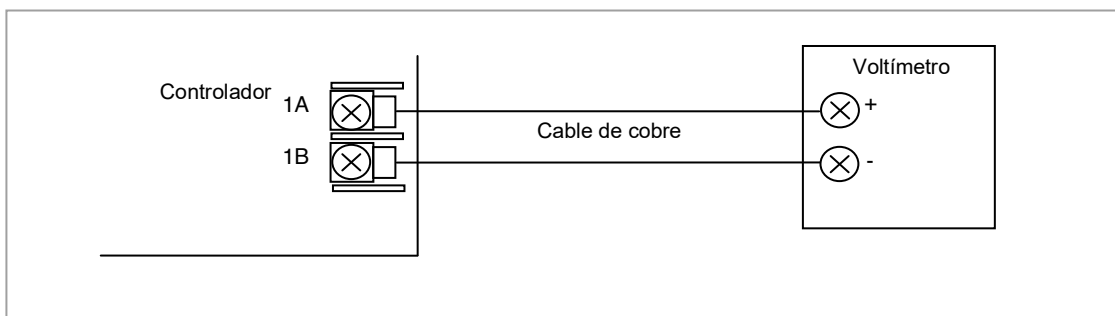 Voltímetro
Controlador
1A
+
Cable de cobre
1B
-